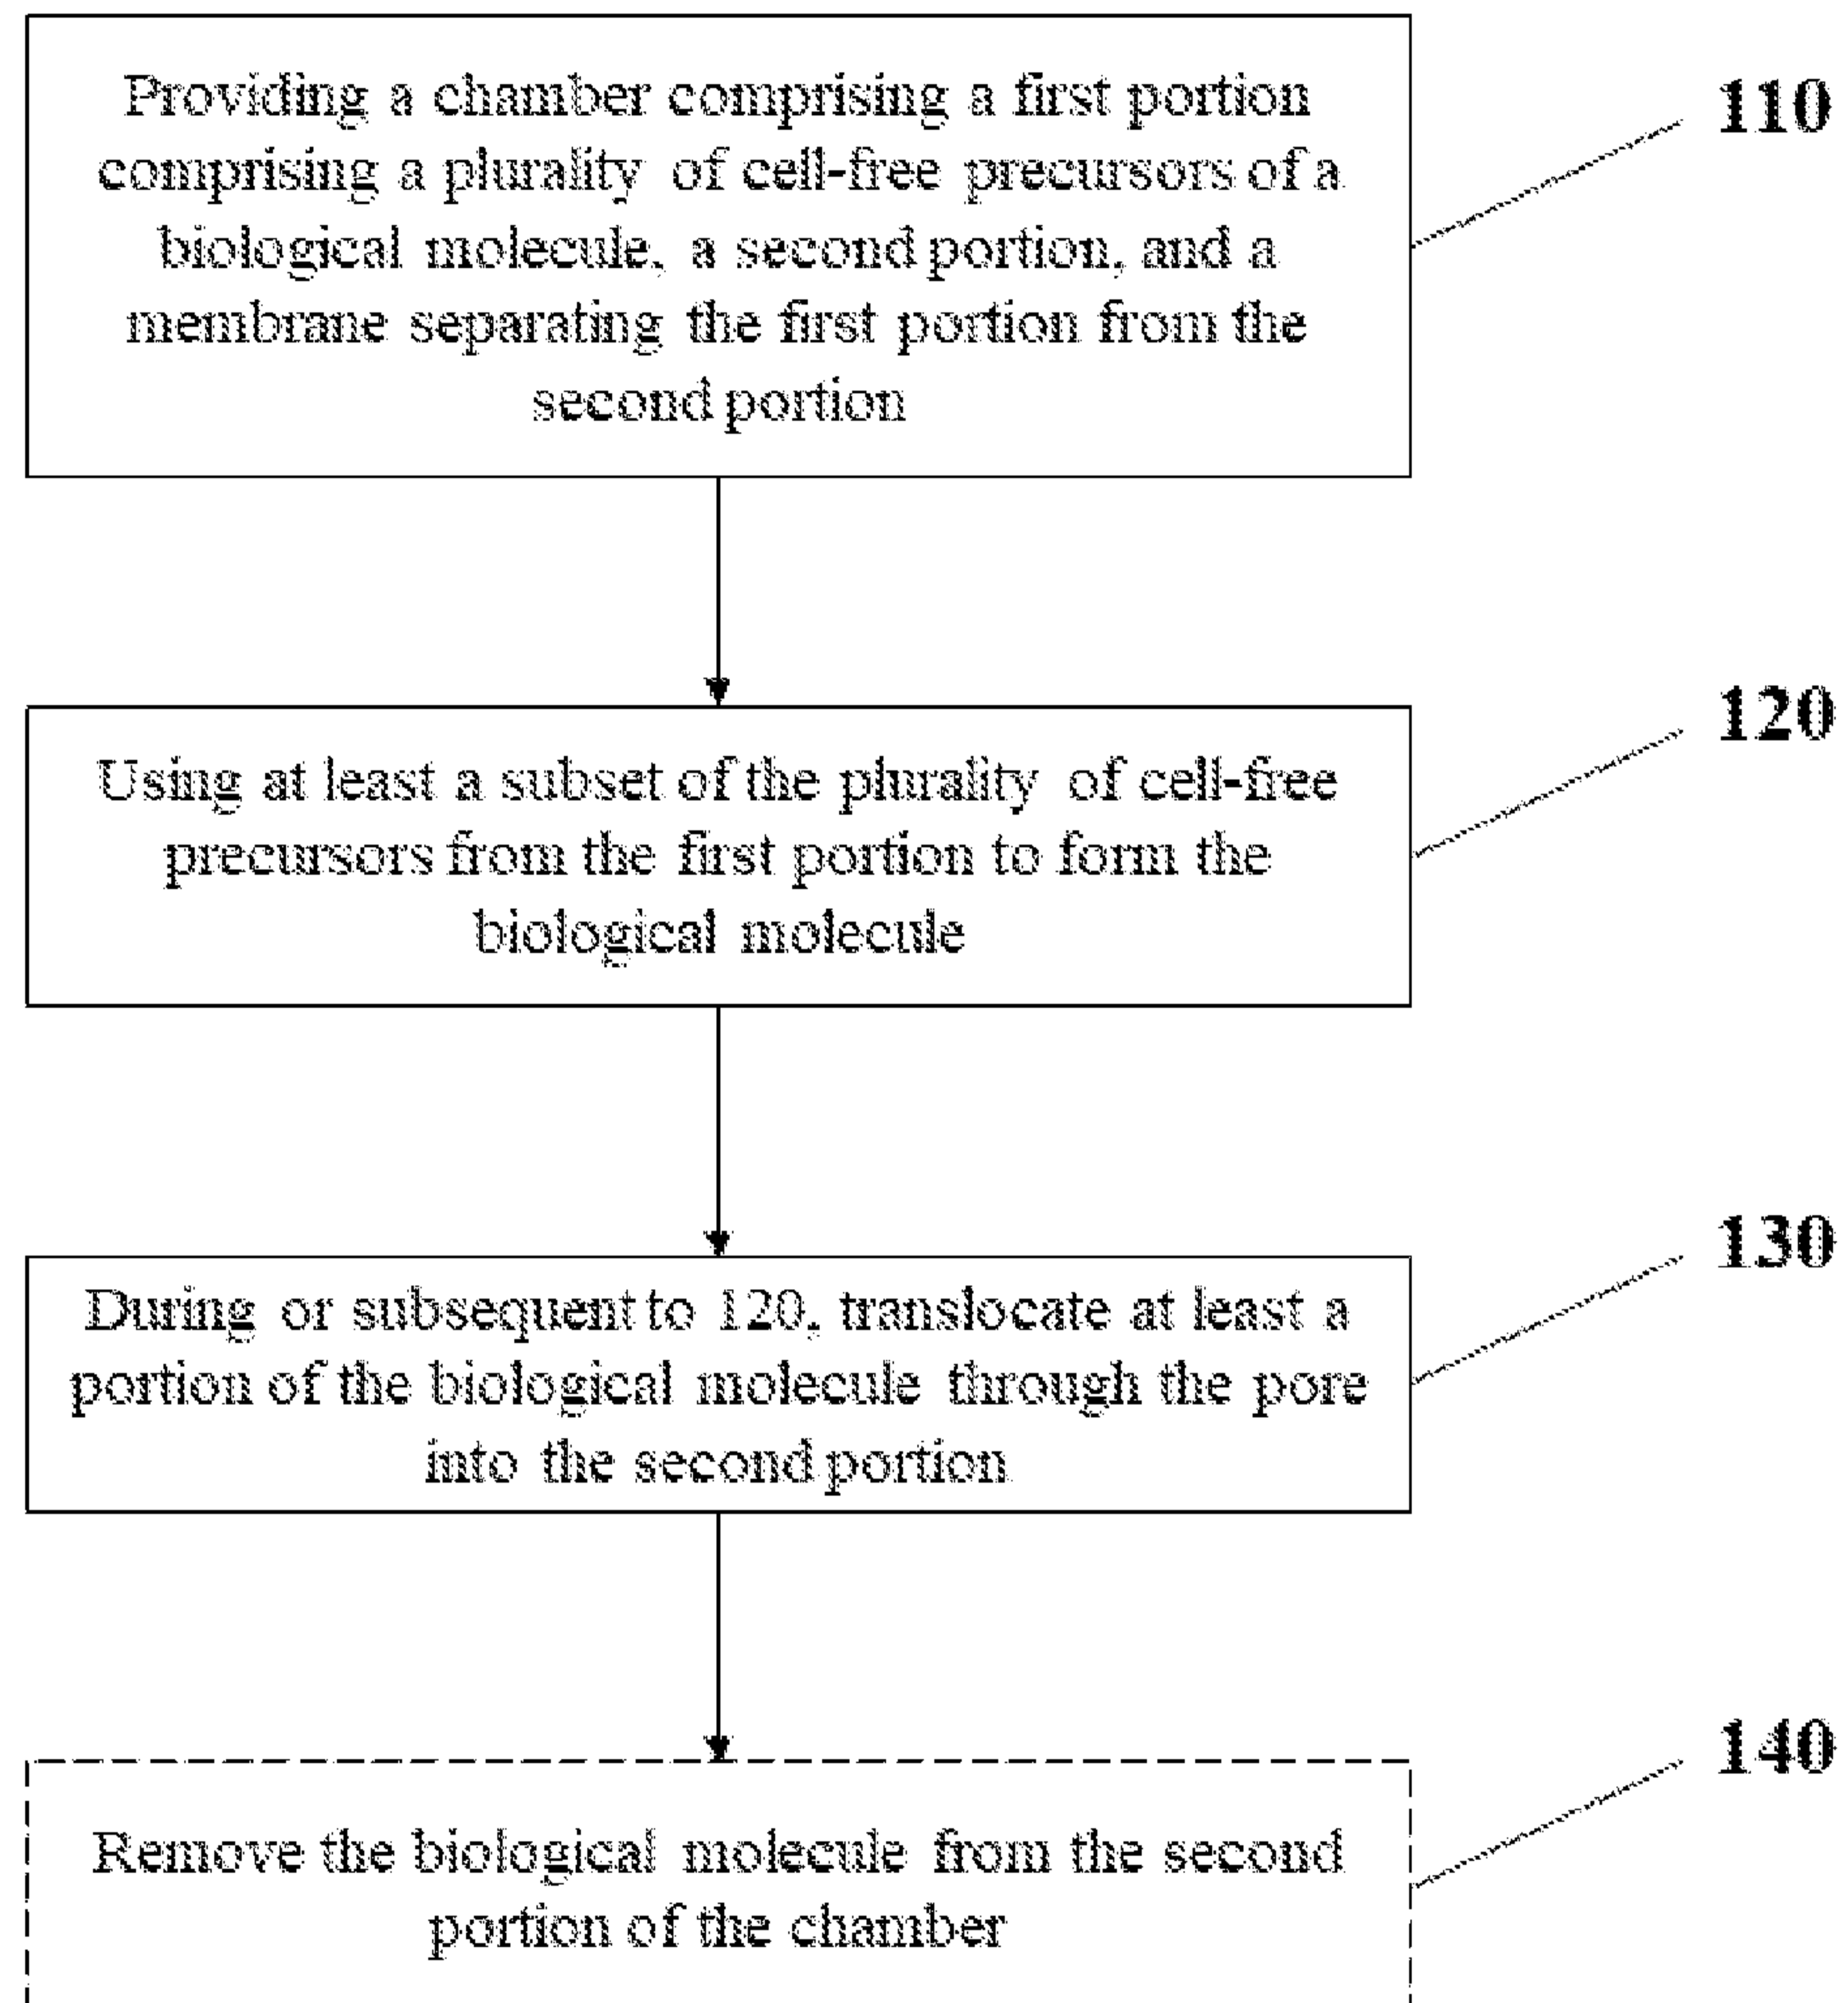 Providing a chamber comprising a first portion
comprising a plurality of cell-free precursors of a
biological molecule, a second portion, and a
membrane separating the first portion from the
second portion
110
Using at least a subset of the plurality of cell-free
precursors from the first portion to form the
biological molecule
120
During or subsequent to 120, translocate at least a
portion of the biological molecule through the pore
into the second portion
130
Remove the biological molecule from the second
portion of the chamber
140